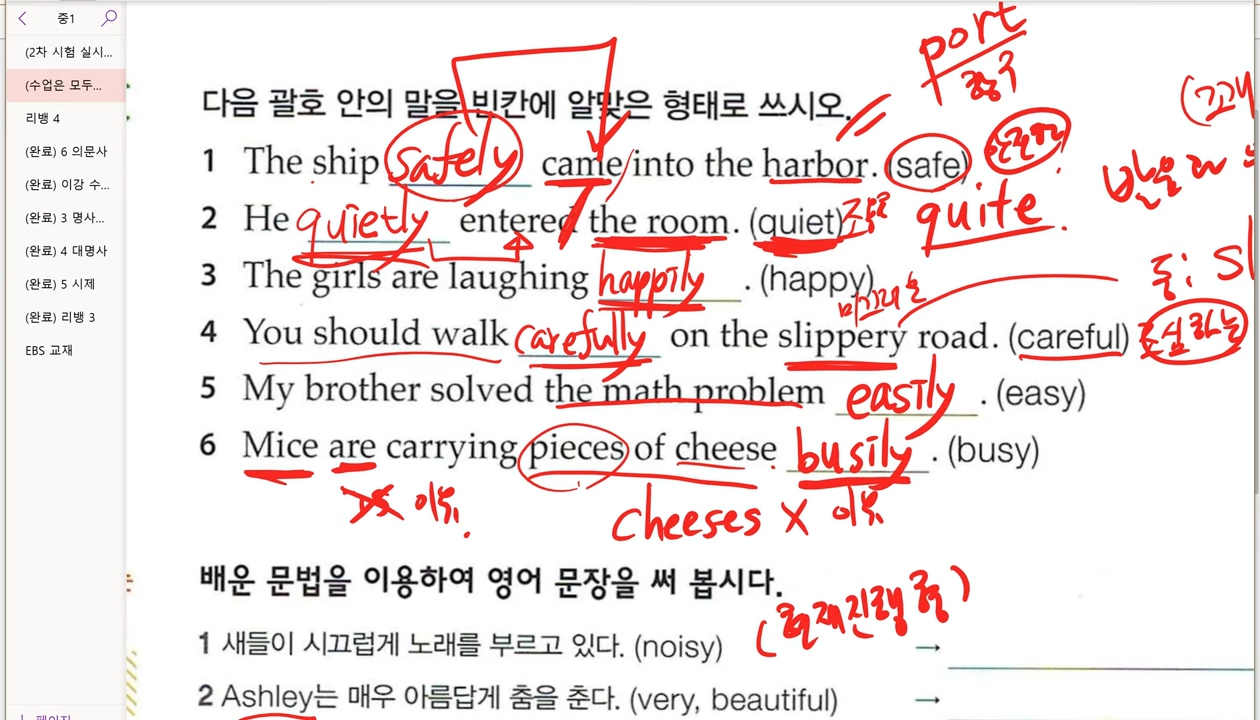 중1
(2차 시험 실시...
(수업은 모두...
리뱅 4
(완료) 6 의문사
(완료) 이강 수...
(완료) 3 명사...
(완료) 4 대명사
(완료) 5 시제
(완료) 리뱅 3
EBS 교재
port
항구
다음 괄호 안의 말을 빈칸에 알맞은 형태로 쓰시오.
1 The ship safely came into the harbor. (safe) 안전한
2 He quietly entered the room. (quiet) quite
3 The girls are laughing happily. (happy)
미끄러운
4 You should walk carefully on the slippery road. (careful) 조심하는
5 My brother solved the math problem easily. (easy)
6 Mice are carrying pieces of cheese busily. (busy)
이유.
cheeses X 이유
배운 문법을 이용하여 영어 문장을 써 봅시다.
(현재진행형)
1 새들이 시끄럽게 노래를 부르고 있다. (noisy) →
2 Ashley는 매우 아름답게 춤을 춘다. (very, beautiful) →